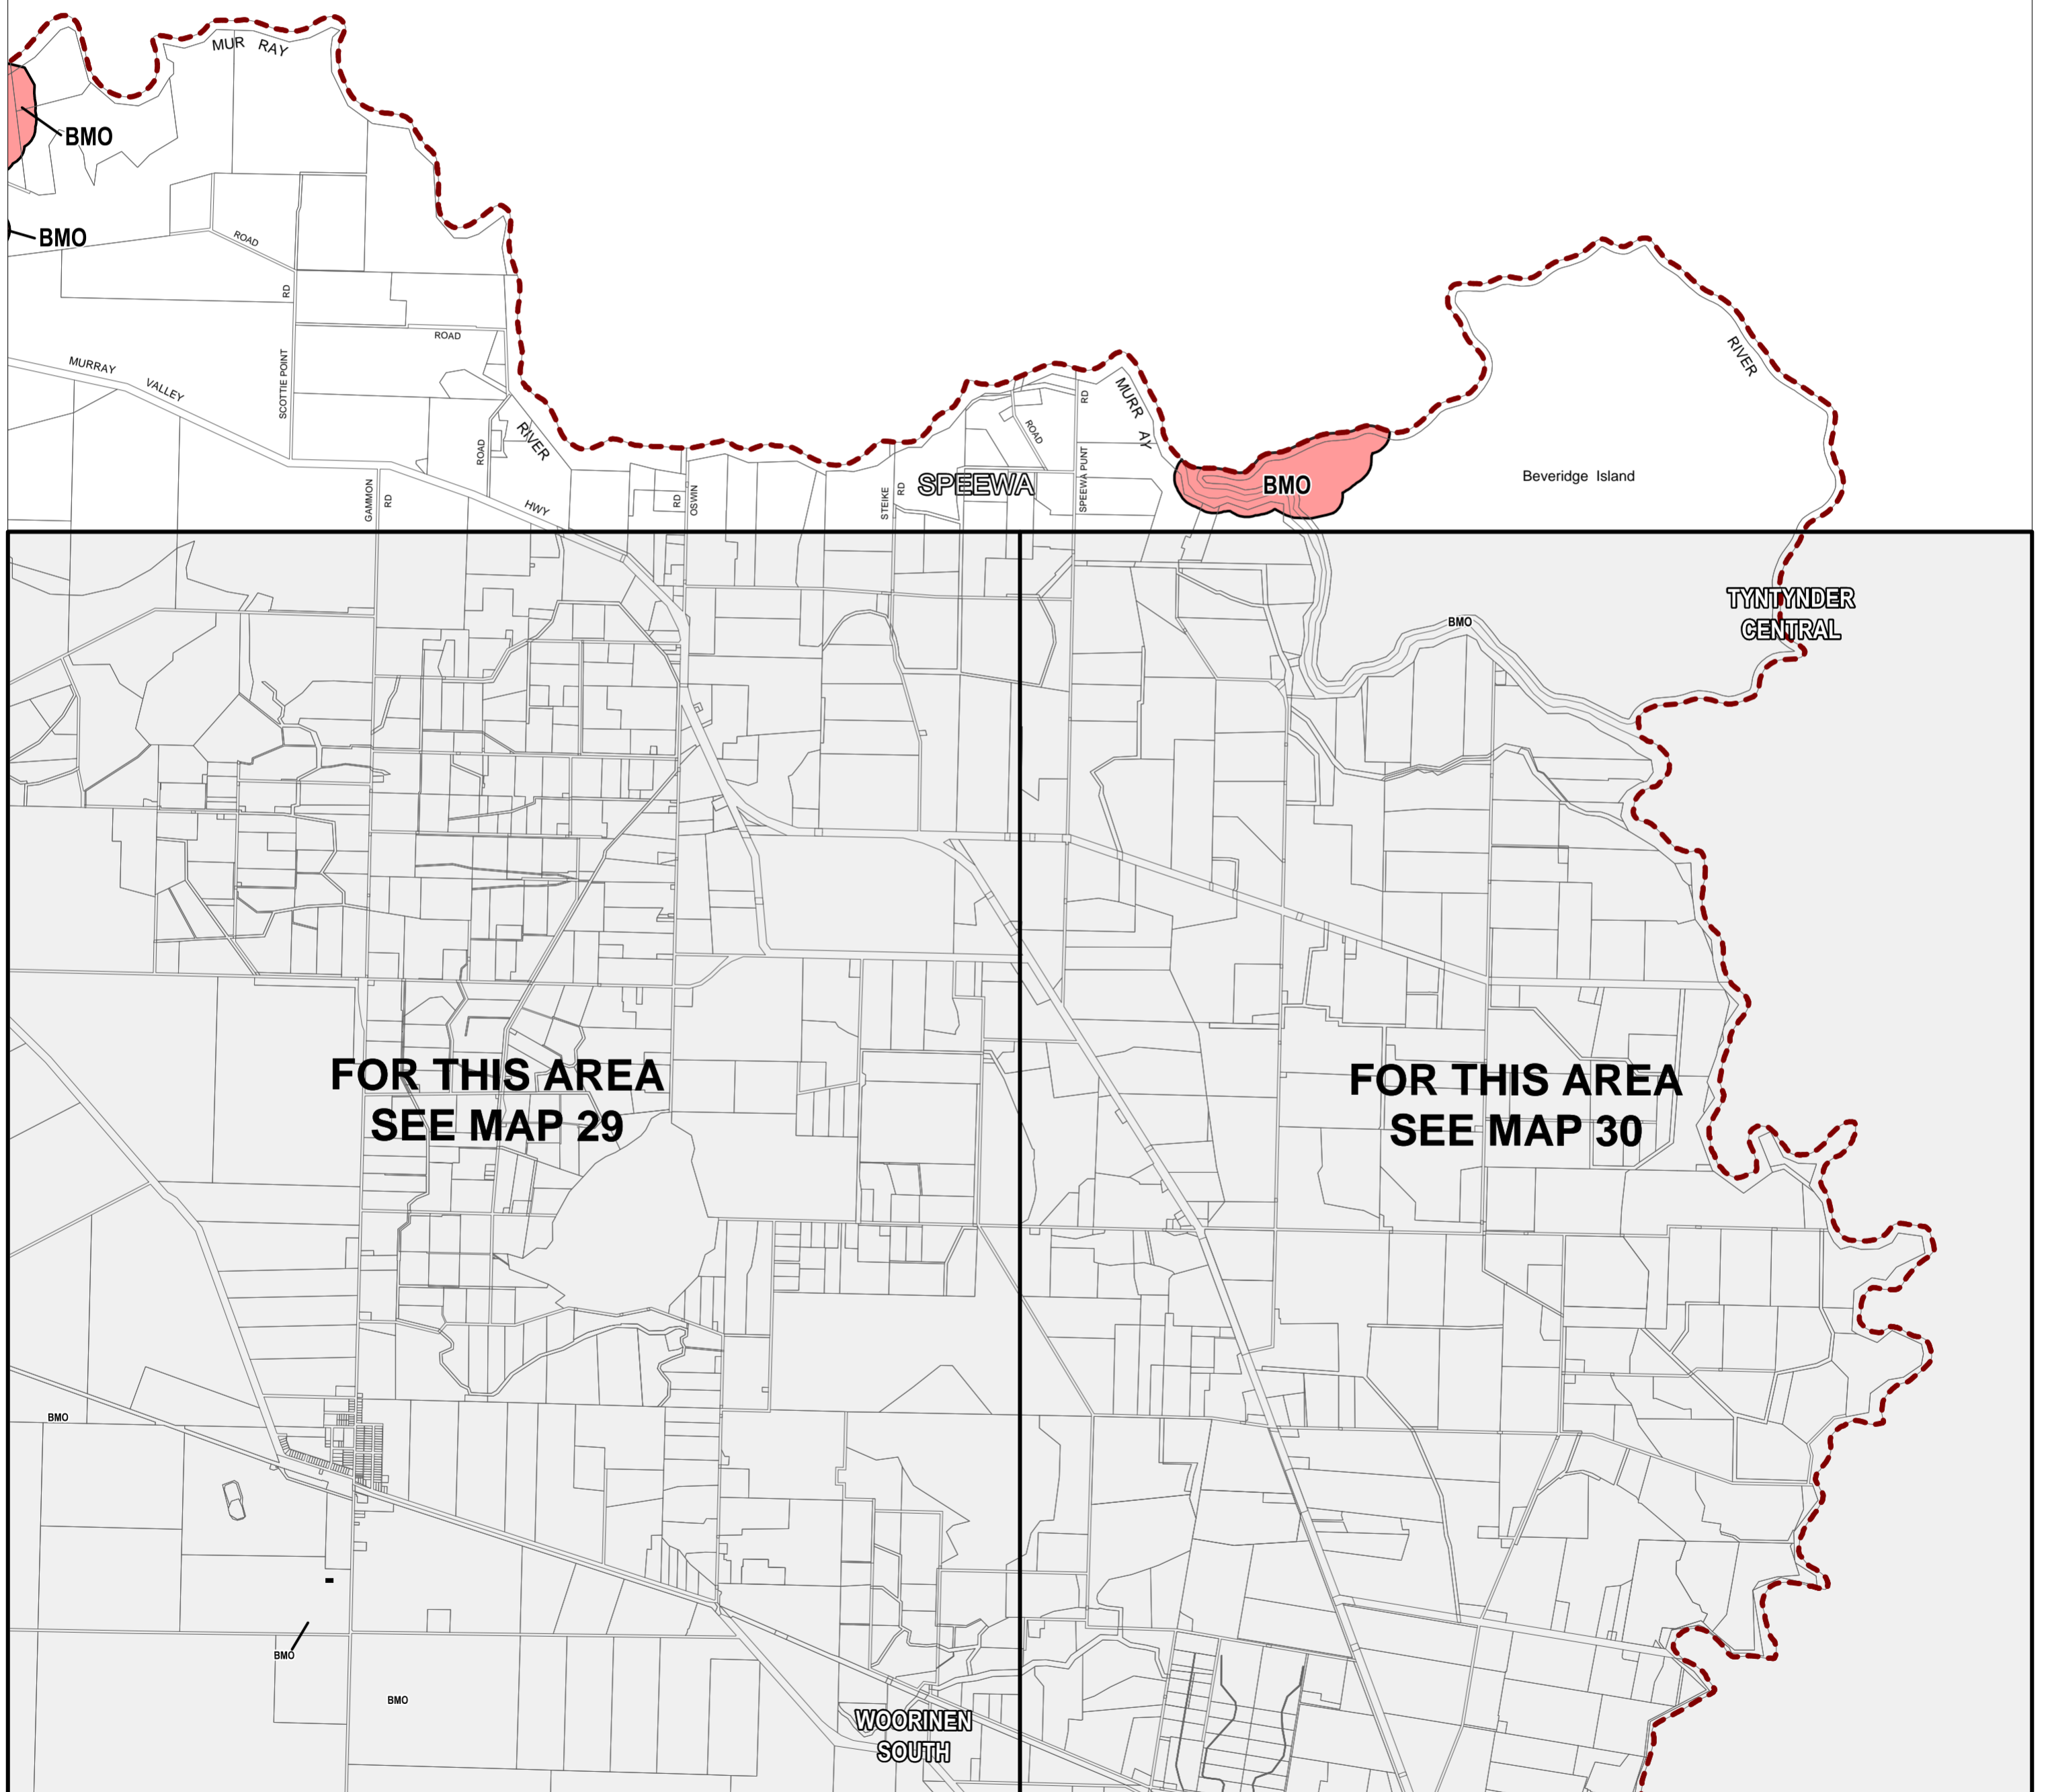 MUR RAY
BMO
BMO
ROAD
RD
SCOTTIE POINT
ROAD
MURRAY
VALLEY
HWY
ROAD
RIVER
GAMMON
RD
RD
OSWIN
STEIKE
RD
SPEEWA
ROAD
RD
SPEEWA PUNT
MURR AY
BMO
Beveridge Island
RIVER
TYNTYNDER
CENTRAL
BMO
FOR THIS AREA
SEE MAP 29
FOR THIS AREA
SEE MAP 30
BMO
BMO
BMO
WOORINEN
SOUTH